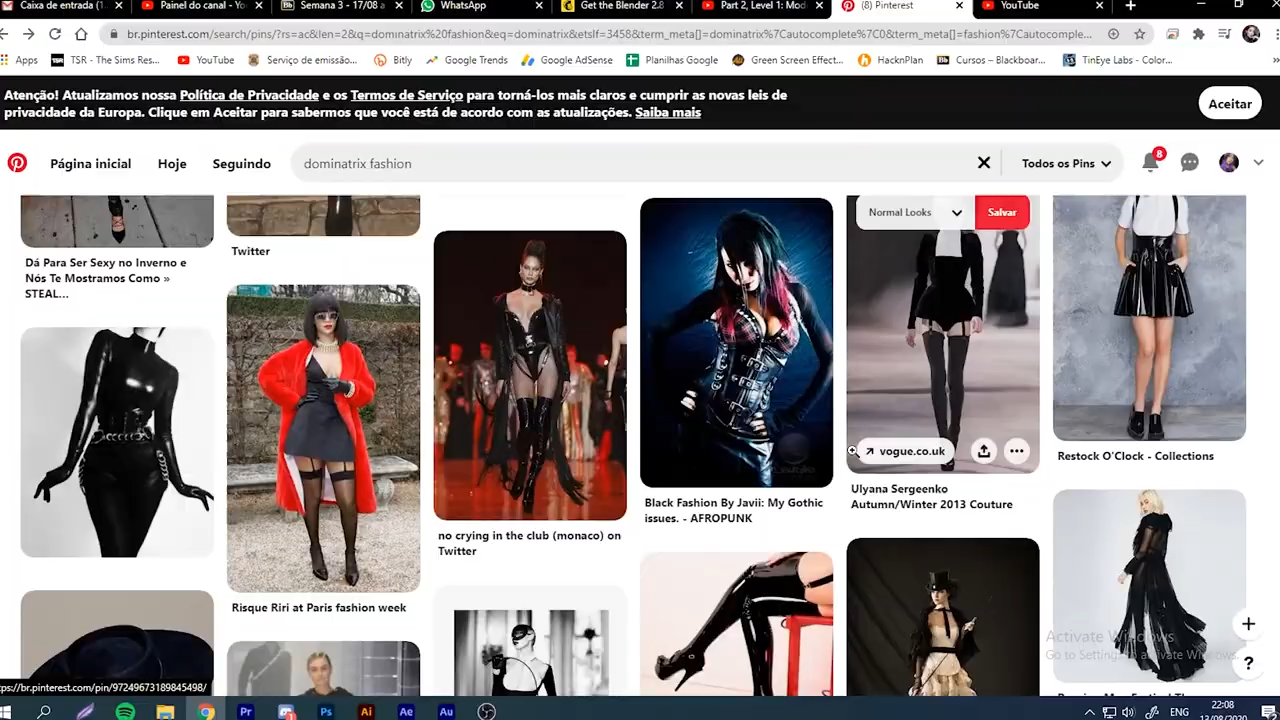 Caixa de entrada (1.
Painel do canal - Yo
Semana 3 - 17/08 a
WhatsApp
Get the Blender 2.8
Part 2, Level 1: Mod
(8) Pinterest
YouTube
br.pinterest.com/search/pins/?rs=ac&len=2&q=dominatrix%20fashion&eq=dominatrix&etslf=3458&term_meta[]=dominatrix%7Cautocomplete%7C0&term_meta[]=fashion%7Cautocomple...
Apps
TSR - The Sims Res...
YouTube
Serviço de emissão...
Bitly
Google Trends
Google AdSense
Planilhas Google
Green Screen Effect...
HacknPlan
Cursos – Blackboar...
TinEye Labs - Color...
Atenção! Atualizamos nossa Política de Privacidade e os Termos de Serviço para torná-los mais claros e cumprir as novas leis de
privacidade da Europa. Clique em Aceitar para sabermos que você está de acordo com as atualizações. Saiba mais
Aceitar
Página inicial
Hoje
Seguindo
dominatrix fashion
Todos os Pins
8
Normal Looks
Salvar
Dá Para Ser Sexy no Inverno e
Nós Te Mostramos Como »
STEAL...
Twitter
vogue.co.uk
Restock O'Clock - Collections
Ulyana Sergeenko
Autumn/Winter 2013 Couture
Black Fashion By Javii: My Gothic
issues. - AFROPUNK
no crying in the club (monaco) on
Twitter
Risque Riri at Paris fashion week
Activate Windows
Go to Settings to activate Windows.
ps://br.pinterest.com/pin/97249673189845498/
ENG
22:08
13/08/2020